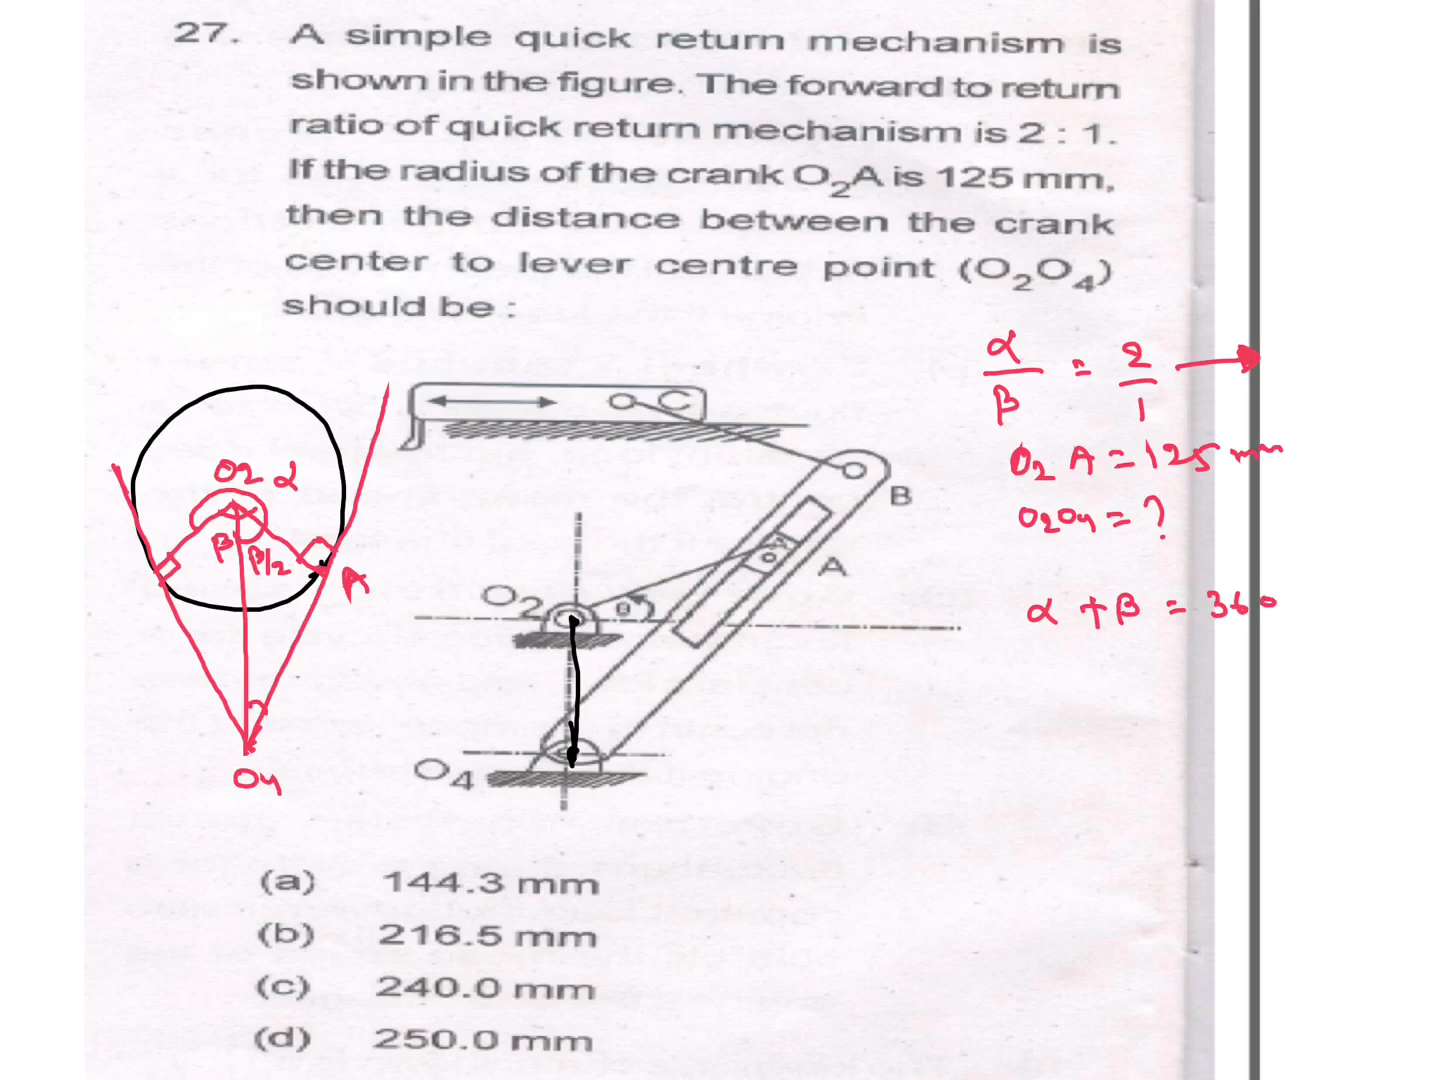 27. A simple quick return mechanism is
shown in the figure. The forward to return
ratio of quick return mechanism is 2 : 1.
If the radius of the crank O₂A is 125 mm,
then the distance between the crank
center to lever centre point (O₂O₄)
should be :
α/β = 2/1 →
O₂A = 125 mm
O₂O₄ = ?
α + β = 360
O₂ α
β β/2
A
O₄
C
B
A
O₂ θ
O₄
(a) 144.3 mm
(b) 216.5 mm
(c) 240.0 mm
(d) 250.0 mm